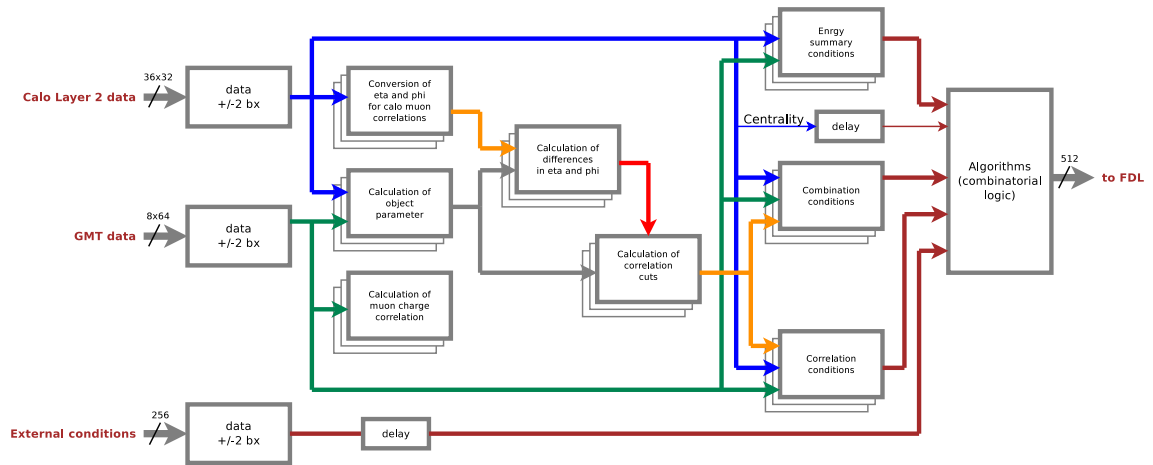 Calo Layer 2 data
36x32
data
+/-2 bx
Conversion of
eta and phi
for calo muon
correlations
Calculation of
differences
in eta and phi
Enrgy
summary
conditions
Centrality
delay
GMT data
8x64
data
+/-2 bx
Calculation of
object
parameter
Calculation of
correlation
cuts
Combination
conditions
Algorithms
(combinatorial
logic)
512
to FDL
Calculation of
muon charge
correlation
Correlation
conditions
External conditions
256
data
+/-2 bx
delay